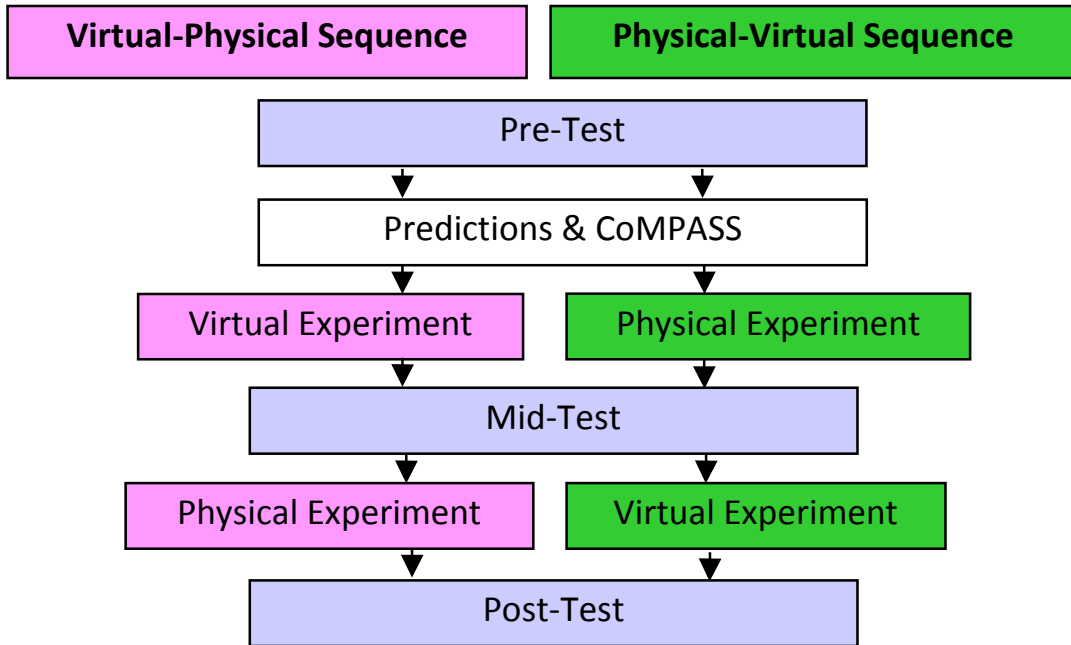 Virtual-Physical Sequence
Physical-Virtual Sequence
Pre-Test
Predictions & CoMPASS
Virtual Experiment
Physical Experiment
Mid-Test
Physical Experiment
Virtual Experiment
Post-Test